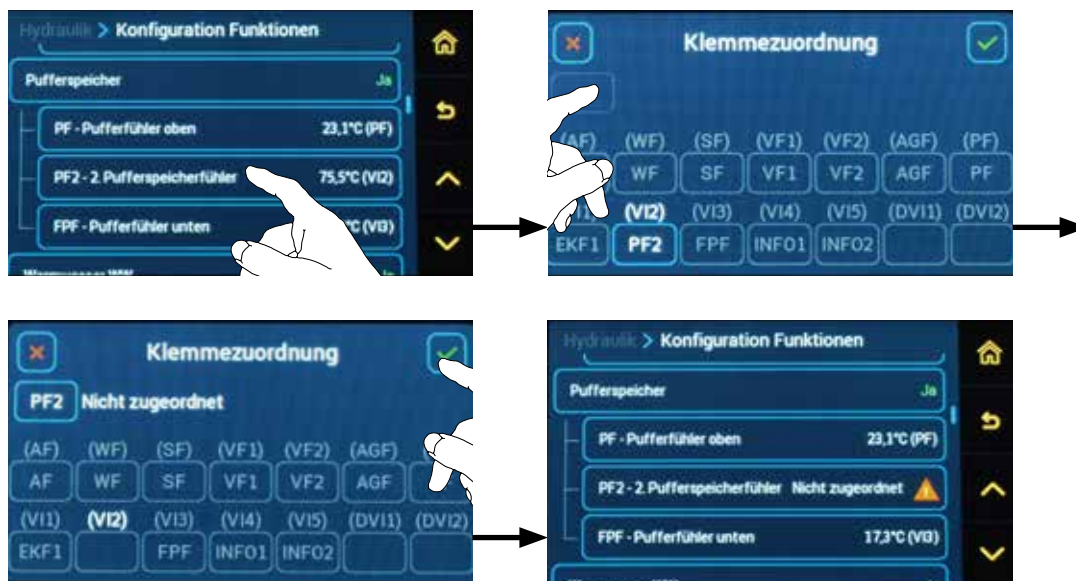 Hydraulik > Konfiguration Funktionen
Pufferspeicher Ja
PF - Pufferfühler oben 23,1°C (PF)
PF2 - 2. Pufferspeicherfühler 75,5°C (VI2)
FPF - Pufferfühler unten °C (VI3)
Warmwasser WW Ja
Klemmezuordnung
(AF) (WF) (SF) (VF1) (VF2) (AGF) (PF)
WF SF VF1 VF2 AGF PF
(VI2) (VI3) (VI4) (VI5) (DVI1) (DVI2)
EKF1 PF2 FPF INFO1 INFO2
Klemmezuordnung
PF2 Nicht zugeordnet
(AF) (WF) (SF) (VF1) (VF2) (AGF)
AF WF SF VF1 VF2 AGF
(VI1) (VI2) (VI3) (VI4) (VI5) (DVI1) (DVI2)
EKF1 FPF INFO1 INFO2
Hydraulik > Konfiguration Funktionen
Pufferspeicher Ja
PF - Pufferfühler oben 23,1°C (PF)
PF2 - 2. Pufferspeicherfühler Nicht zugeordnet
FPF - Pufferfühler unten 17,3°C (VI3)